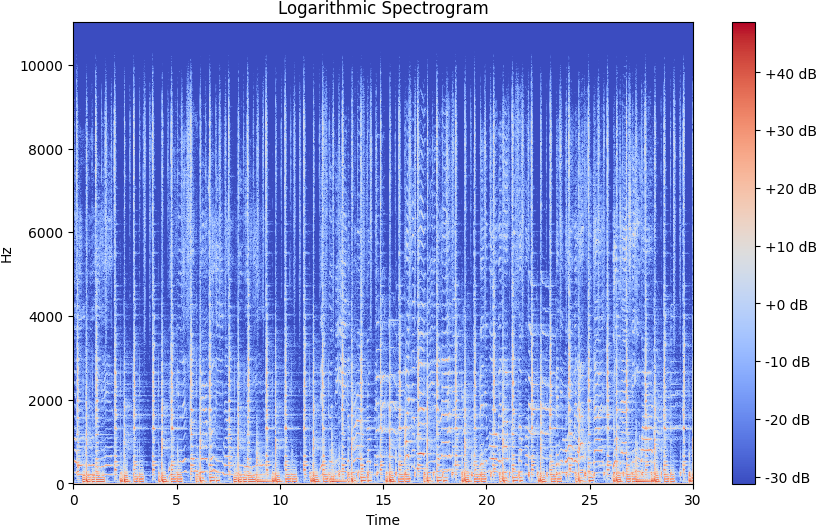 Logarithmic Spectrogram
Hz
10000
8000
6000
4000
2000
0
0 5 10 15 20 25 30
Time
+40 dB
+30 dB
+20 dB
+10 dB
+0 dB
-10 dB
-20 dB
-30 dB